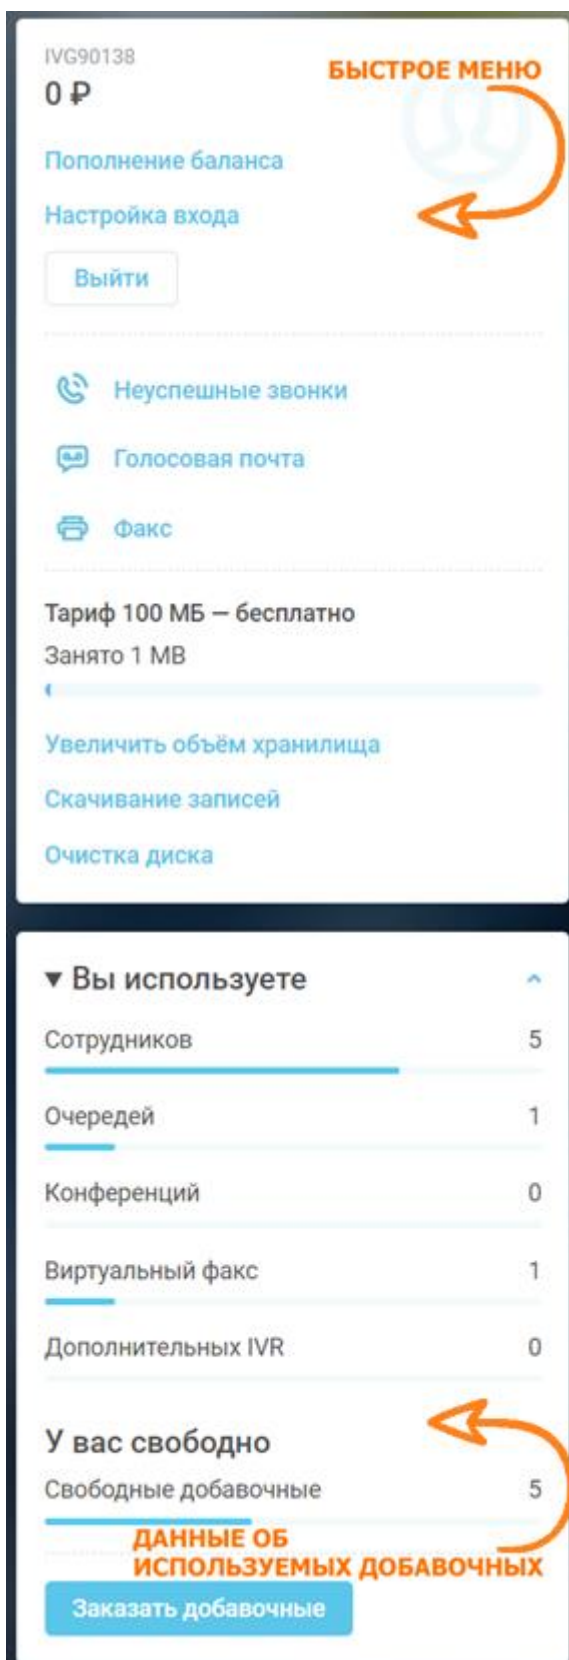 IVG90138
БЫСТРОЕ МЕНЮ
0 ₽
Пополнение баланса
Настройка входа
Выйти
Неуспешные звонки
Голосовая почта
Факс
Тариф 100 МБ — бесплатно
Занято 1 MB
Увеличить объём хранилища
Скачивание записей
Очистка диска
▼ Вы используете
Сотрудников 5
Очередей 1
Конференций 0
Виртуальный факс 1
Дополнительных IVR 0
У вас свободно
Свободные добавочные 5
ДАННЫЕ ОБ
ИСПОЛЬЗУЕМЫХ ДОБАВОЧНЫХ
Заказать добавочные